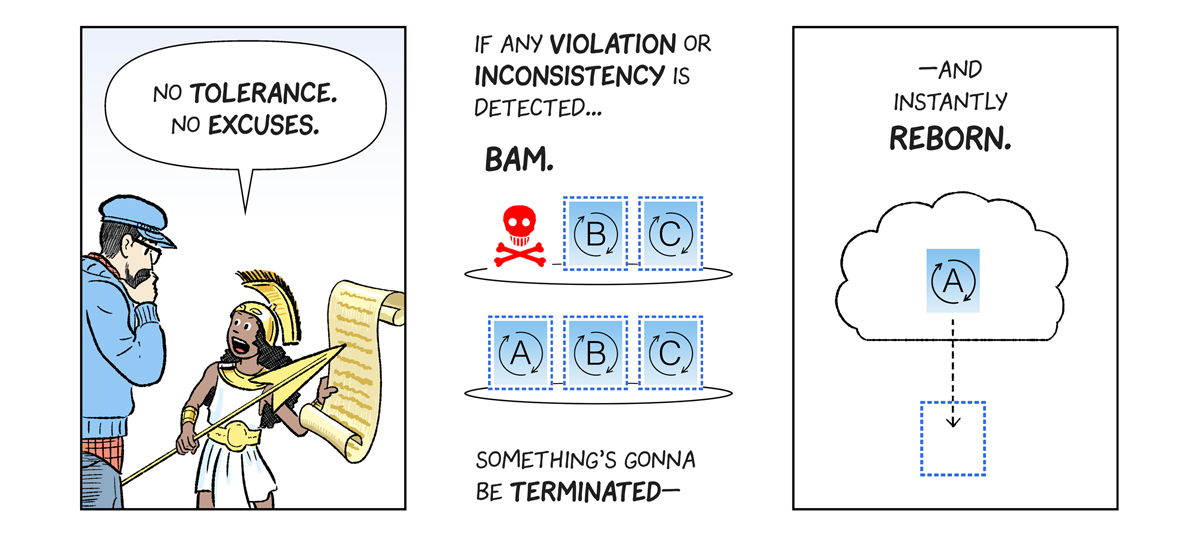 NO TOLERANCE.
NO EXCUSES.
IF ANY VIOLATION OR
INCONSISTENCY IS
DETECTED...
BAM.
B C
A B C
SOMETHING'S GONNA
BE TERMINATED—
—AND
INSTANTLY
REBORN.
A